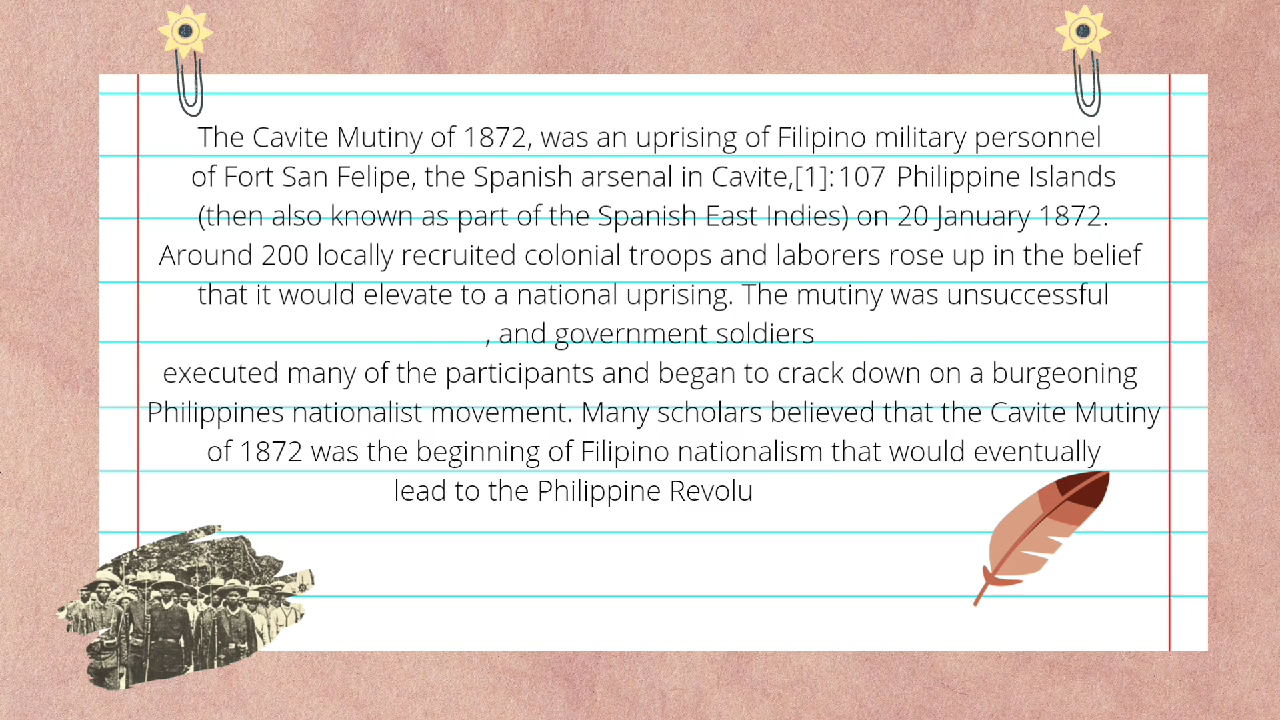 The Cavite Mutiny of 1872, was an uprising of Filipino military personnel
of Fort San Felipe, the Spanish arsenal in Cavite,[1]:107 Philippine Islands
(then also known as part of the Spanish East Indies) on 20 January 1872.
Around 200 locally recruited colonial troops and laborers rose up in the belief
that it would elevate to a national uprising. The mutiny was unsuccessful
, and government soldiers
executed many of the participants and began to crack down on a burgeoning
Philippines nationalist movement. Many scholars believed that the Cavite Mutiny
of 1872 was the beginning of Filipino nationalism that would eventually
lead to the Philippine Revolu